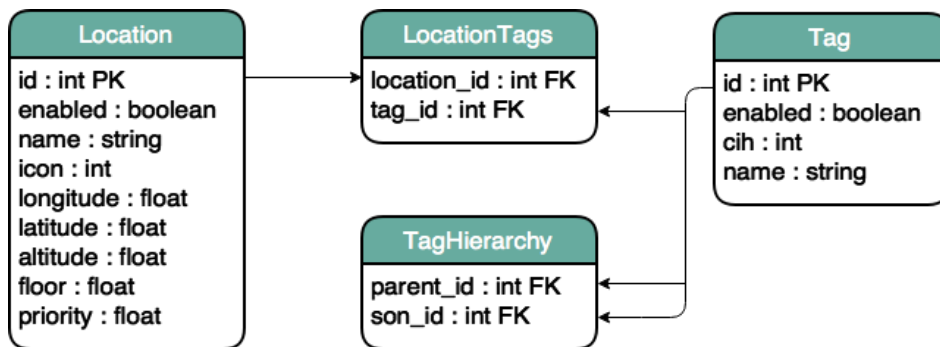 Location
id : int PK
enabled : boolean
name : string
icon : int
longitude : float
latitude : float
altitude : float
floor : float
priority : float
LocationTags
location_id : int FK
tag_id : int FK
TagHierarchy
parent_id : int FK
son_id : int FK
Tag
id : int PK
enabled : boolean
cih : int
name : string